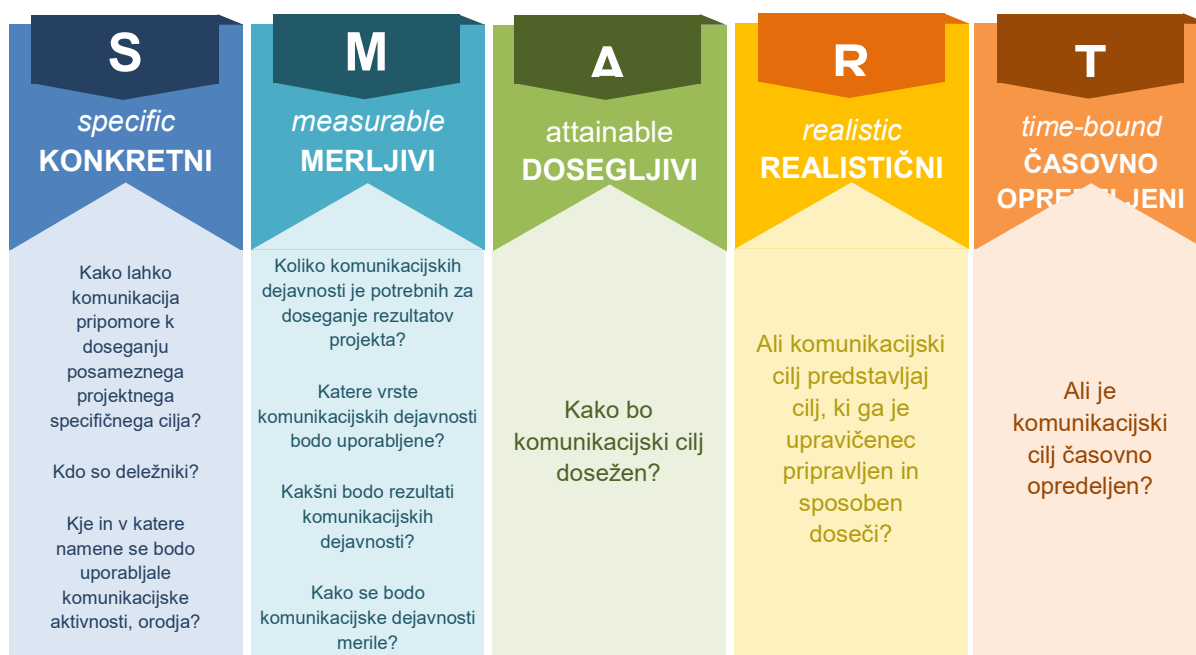 S
specific
KONKRETNI
Kako lahko
komunikacija
pripomore k
doseganju
posameznega
projektnega
specifičnega cilja?
Kdo so deležniki?
Kje in v katere
namene se bodo
uporabljale
komunikacijske
aktivnosti, orodja?
M
measurable
MERLJIVI
Koliko komunikacijskih
dejavnosti je potrebnih za
doseganje rezultatov
projekta?
Katere vrste
komunikacijskih dejavnosti
bodo uporabljene?
Kakšni bodo rezultati
komunikacijskih
dejavnosti?
Kako se bodo
komunikacijske dejavnosti
merile?
A
attainable
DOSEGLJIVI
Kako bo
komunikacijski cilj
dosežen?
R
realistic
REALISTIČNI
Ali komunikacijski
cilj predstavljaj
cilj, ki ga je
upravičenec
pripravljen in
sposoben
doseči?
T
time-bound
ČASOVNO
Ali je
komunikacijski
cilj časovno
opredeljen?